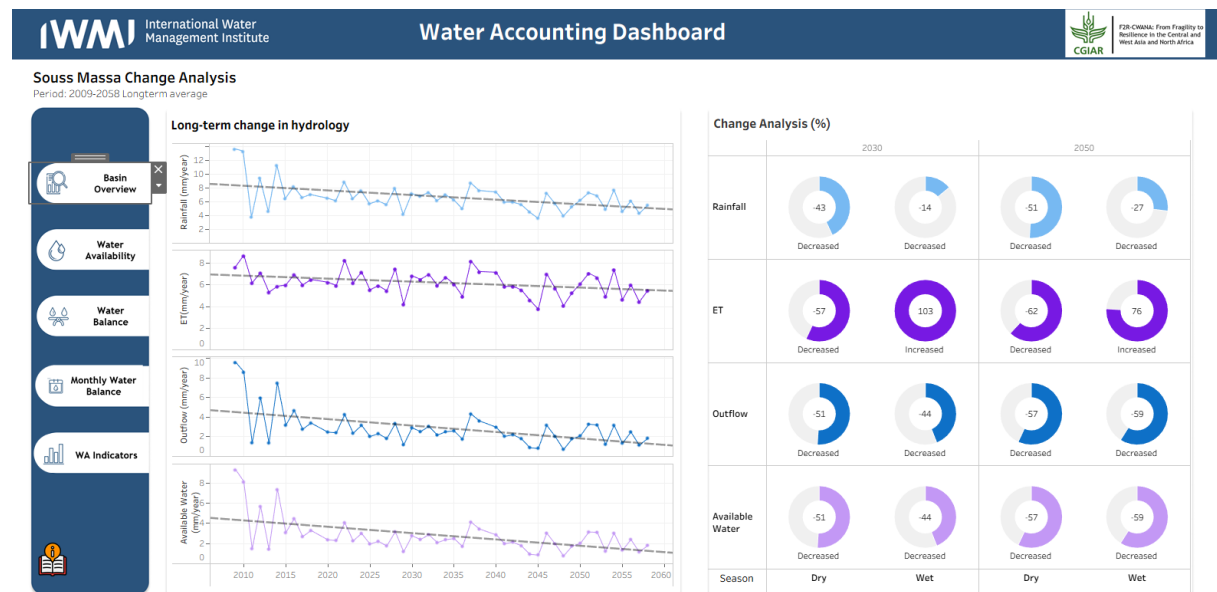 IWMI
International Water
Management Institute
Water Accounting Dashboard
CGIAR
F2R-CWANA: From Fragility to
Resilience in the Central and
West Asia and North Africa
Souss Massa Change Analysis
Period: 2009-2058 Longterm average
Basin
Overview
Water
Availability
Water
Balance
Monthly Water
Balance
WA Indicators
Long-term change in hydrology
Rainfall (mm/year)
12
10
8
6
4
2
ET(mm/year)
8
6
4
2
0
Outflow (mm/year)
10
8
6
4
2
0
Available Water
(mm/year)
8
6
4
2
0
2010 2015 2020 2025 2030 2035 2040 2045 2050 2055 2060
Change Analysis (%)
2030 2050
Rainfall
-43 -14 -51 -27
Decreased Decreased Decreased Decreased
ET
-57 103 -62 76
Decreased Increased Decreased Increased
Outflow
-51 -44 -57 -59
Decreased Decreased Decreased Decreased
Available
Water
-51 -44 -57 -59
Decreased Decreased Decreased Decreased
Season Dry Wet Dry Wet